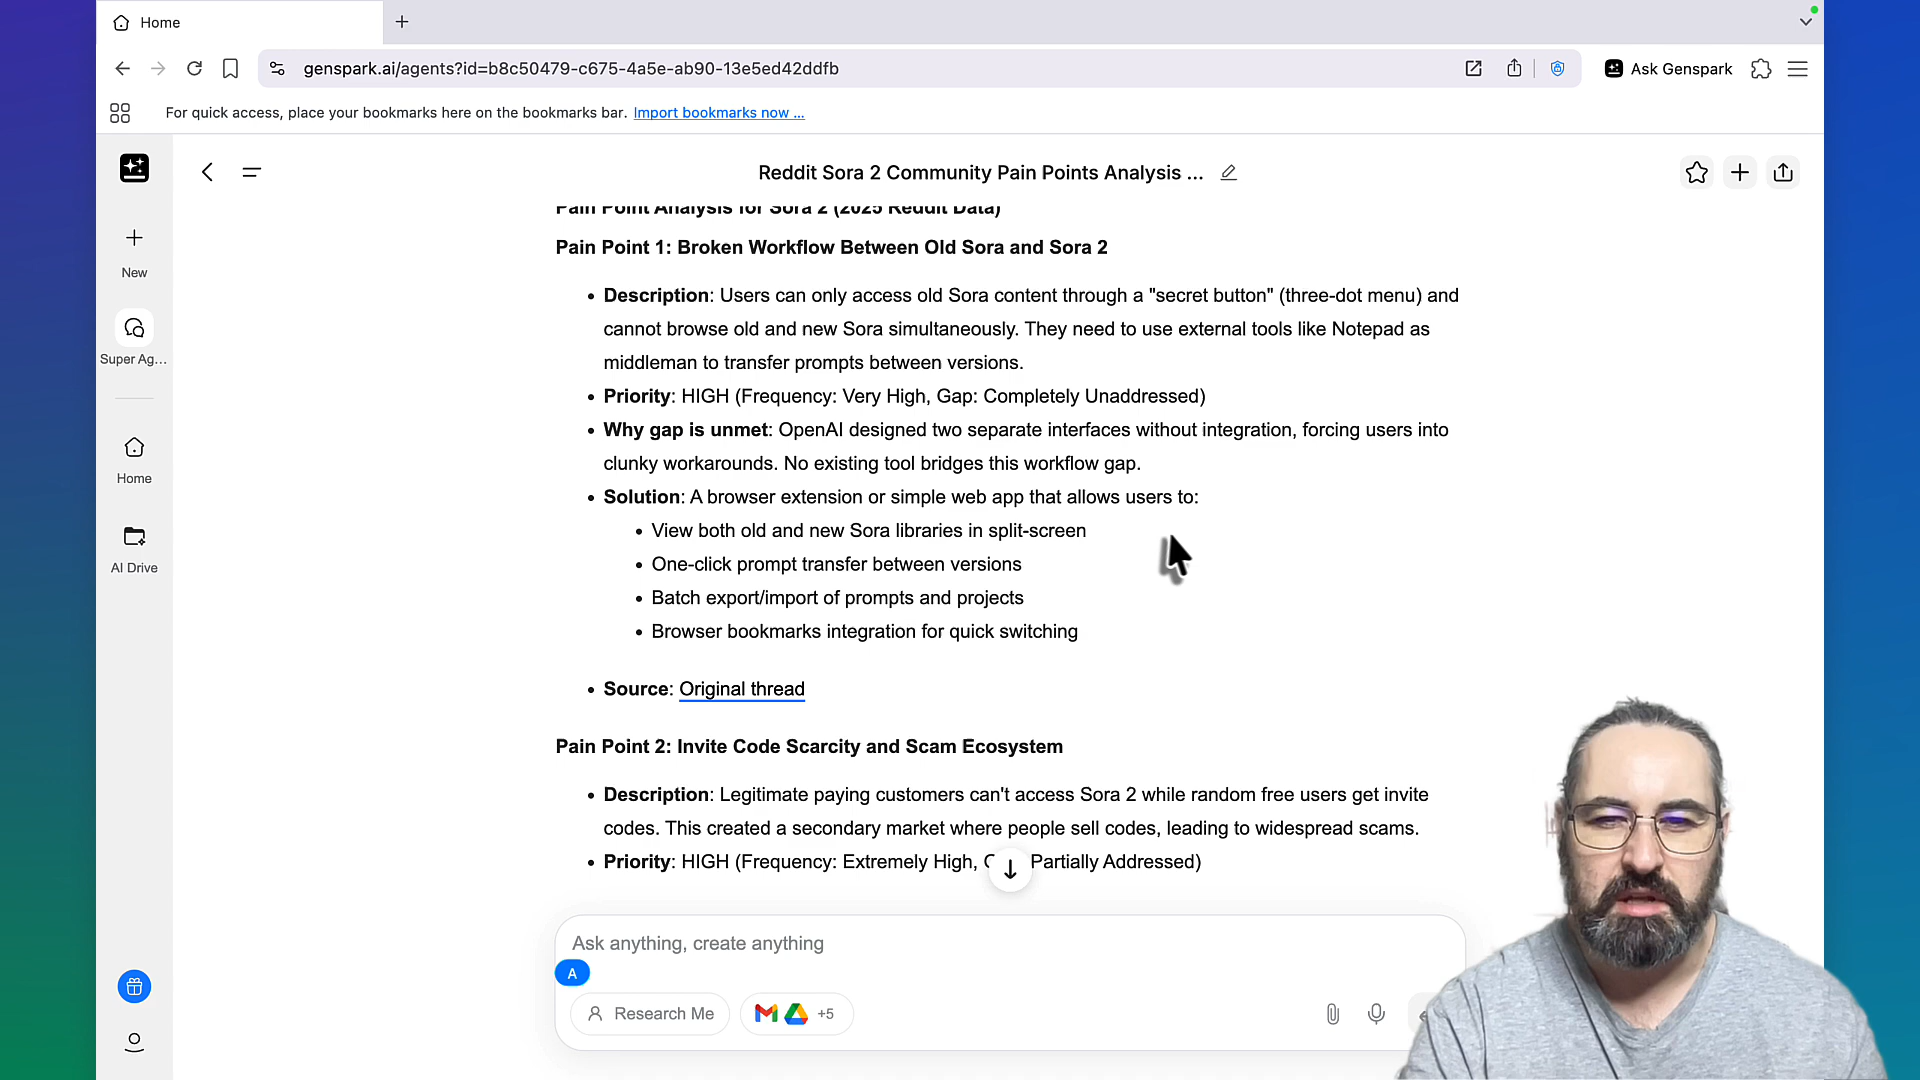 Home
genspark.ai/agents?id=b8c50479-c675-4a5e-ab90-13e5ed42ddfb
Ask Genspark
For quick access, place your bookmarks here on the bookmarks bar. Import bookmarks now ...
Reddit Sora 2 Community Pain Points Analysis ...
New
Super Ag...
Home
AI Drive
Pain Point Analysis for Sora 2 (2025 Reddit Data)
Pain Point 1: Broken Workflow Between Old Sora and Sora 2
• Description: Users can only access old Sora content through a "secret button" (three-dot menu) and
cannot browse old and new Sora simultaneously. They need to use external tools like Notepad as
middleman to transfer prompts between versions.
• Priority: HIGH (Frequency: Very High, Gap: Completely Unaddressed)
• Why gap is unmet: OpenAI designed two separate interfaces without integration, forcing users into
clunky workarounds. No existing tool bridges this workflow gap.
• Solution: A browser extension or simple web app that allows users to:
• View both old and new Sora libraries in split-screen
• One-click prompt transfer between versions
• Batch export/import of prompts and projects
• Browser bookmarks integration for quick switching
• Source: Original thread
Pain Point 2: Invite Code Scarcity and Scam Ecosystem
• Description: Legitimate paying customers can't access Sora 2 while random free users get invite
codes. This created a secondary market where people sell codes, leading to widespread scams.
• Priority: HIGH (Frequency: Extremely High, Partially Addressed)
Ask anything, create anything
A
Research Me
+5